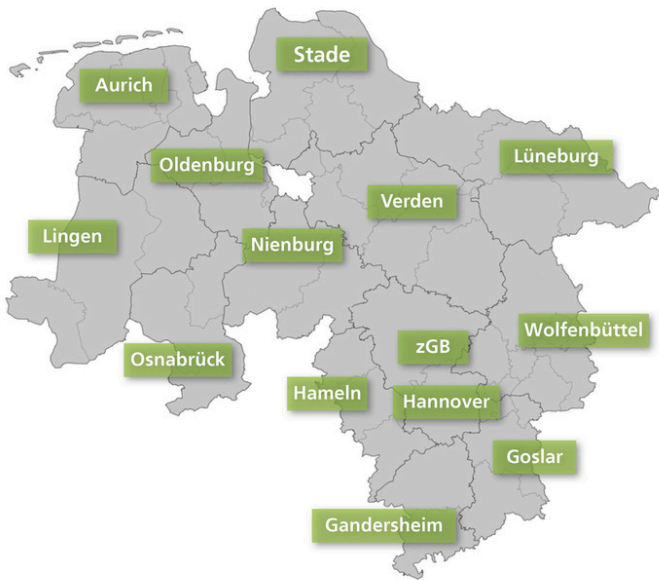 Stade
Aurich
Oldenburg
Lüneburg
Verden
Lingen
Nienburg
Wolfenbüttel
zGB
Osnabrück
Hameln
Hannover
Goslar
Gandersheim